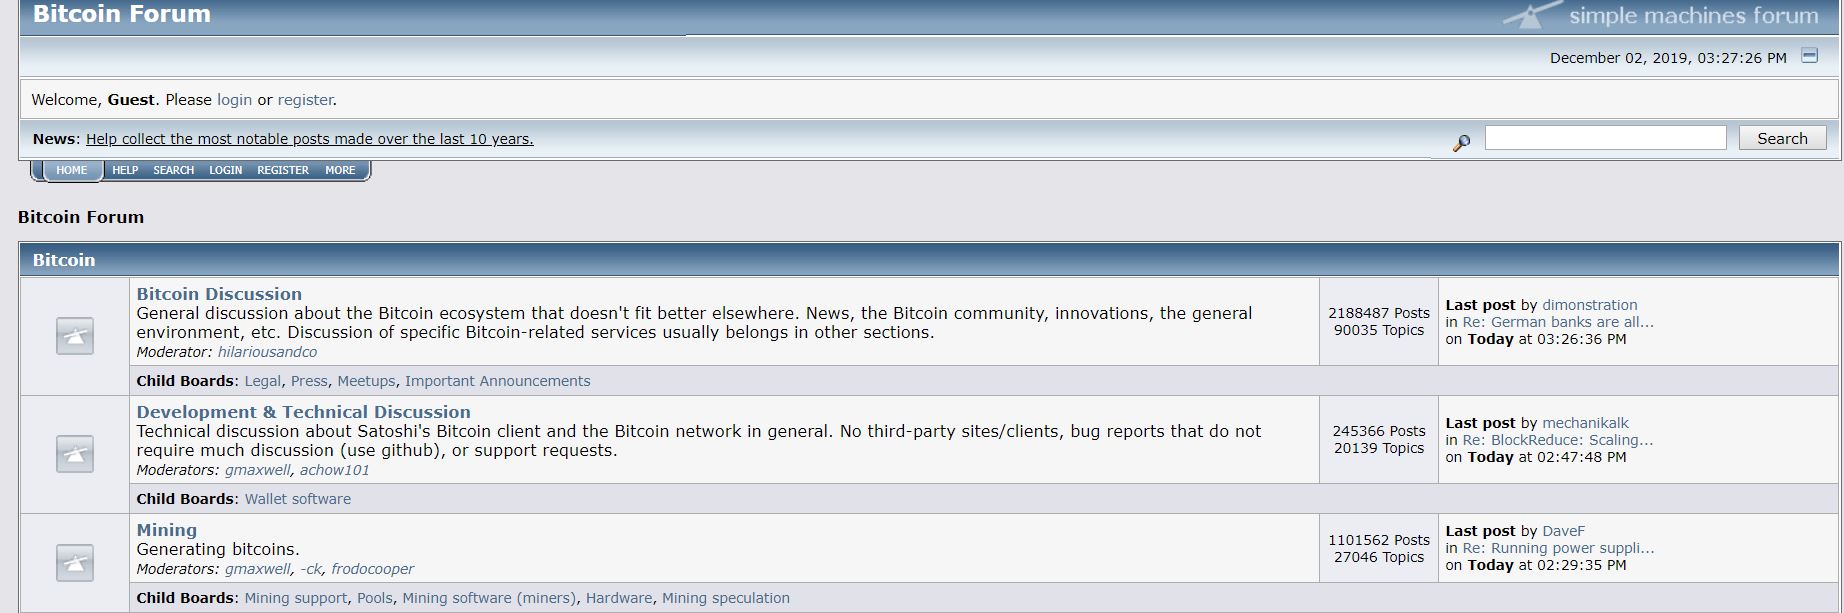 Bitcoin Forum
simple machines forum
December 02, 2019, 03:27:26 PM
Welcome, Guest. Please login or register.
News: Help collect the most notable posts made over the last 10 years.
Search
HOME HELP SEARCH LOGIN REGISTER MORE
Bitcoin Forum
Bitcoin
Bitcoin Discussion
General discussion about the Bitcoin ecosystem that doesn't fit better elsewhere. News, the Bitcoin community, innovations, the general
environment, etc. Discussion of specific Bitcoin-related services usually belongs in other sections.
Moderator: hilariousandco
2188487 Posts
90035 Topics
Last post by dimonstration
in Re: German banks are all...
on Today at 03:26:36 PM
Child Boards: Legal, Press, Meetups, Important Announcements
Development & Technical Discussion
Technical discussion about Satoshi's Bitcoin client and the Bitcoin network in general. No third-party sites/clients, bug reports that do not
require much discussion (use github), or support requests.
Moderators: gmaxwell, achow101
245366 Posts
20139 Topics
Last post by mechanikalk
in Re: BlockReduce: Scaling...
on Today at 02:47:48 PM
Child Boards: Wallet software
Mining
Generating bitcoins.
Moderators: gmaxwell, -ck, frodocooper
1101562 Posts
27046 Topics
Last post by DaveF
in Re: Running power suppli...
on Today at 02:29:35 PM
Child Boards: Mining support, Pools, Mining software (miners), Hardware, Mining speculation